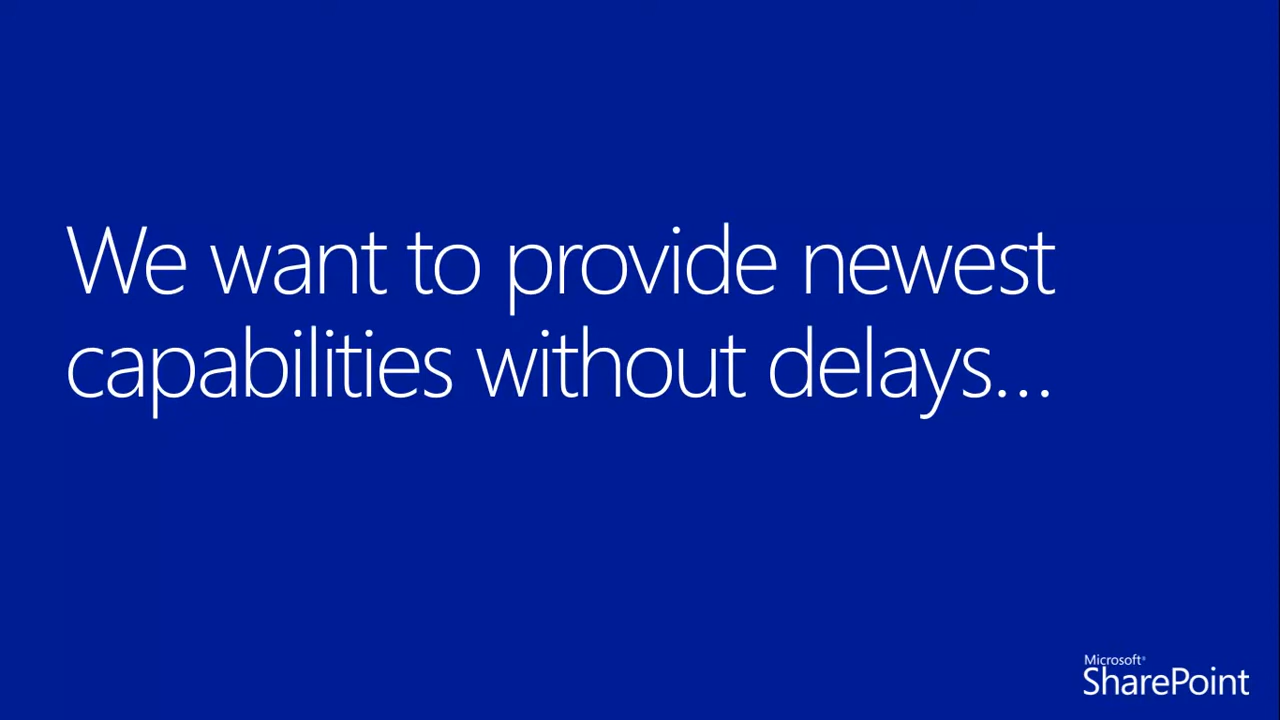 We want to provide newest
capabilities without delays...
Microsoft®
SharePoint